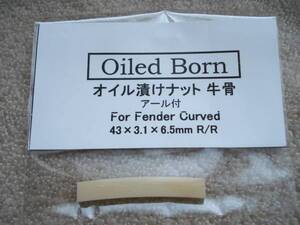 Oiled Born
オイル漬けナット 牛骨
アール付
For Fender Curved
43×3.1×6.5mm R/R